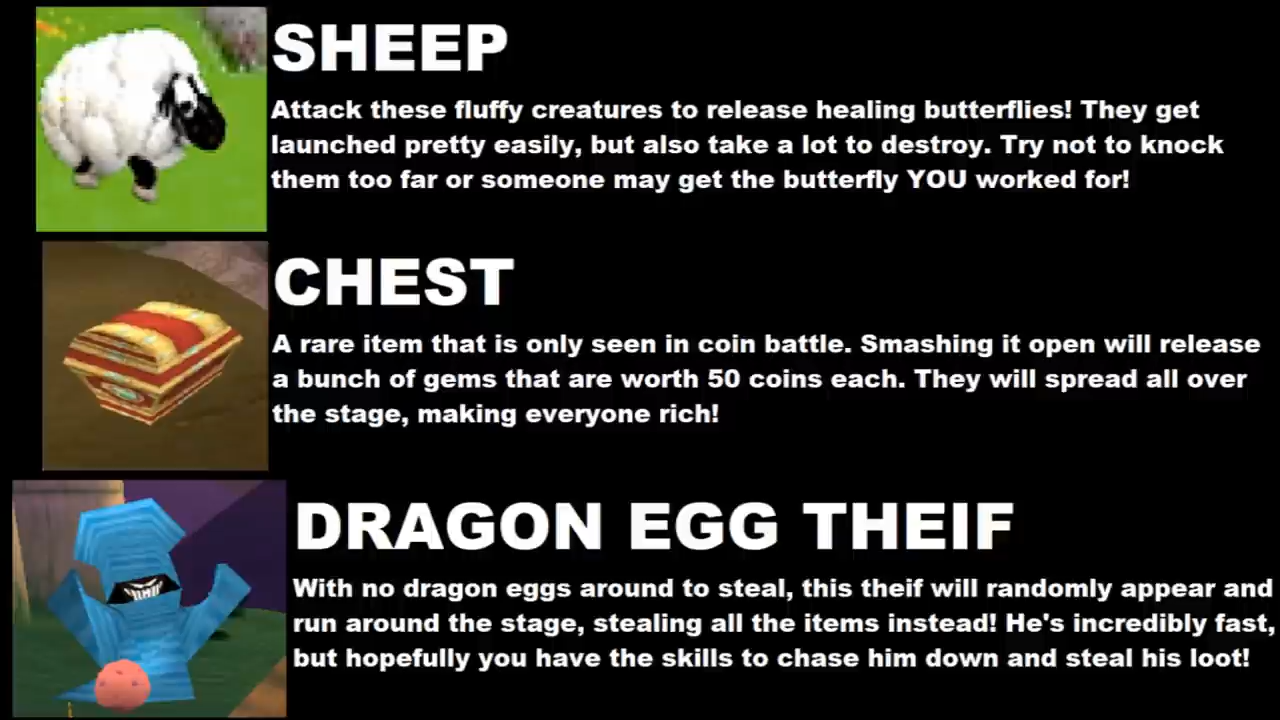 SHEEP
Attack these fluffy creatures to release healing butterflies! They get
launched pretty easily, but also take a lot to destroy. Try not to knock
them too far or someone may get the butterfly YOU worked for!
CHEST
A rare item that is only seen in coin battle. Smashing it open will release
a bunch of gems that are worth 50 coins each. They will spread all over
the stage, making everyone rich!
DRAGON EGG THEIF
With no dragon eggs around to steal, this theif will randomly appear and
run around the stage, stealing all the items instead! He's incredibly fast,
but hopefully you have the skills to chase him down and steal his loot!